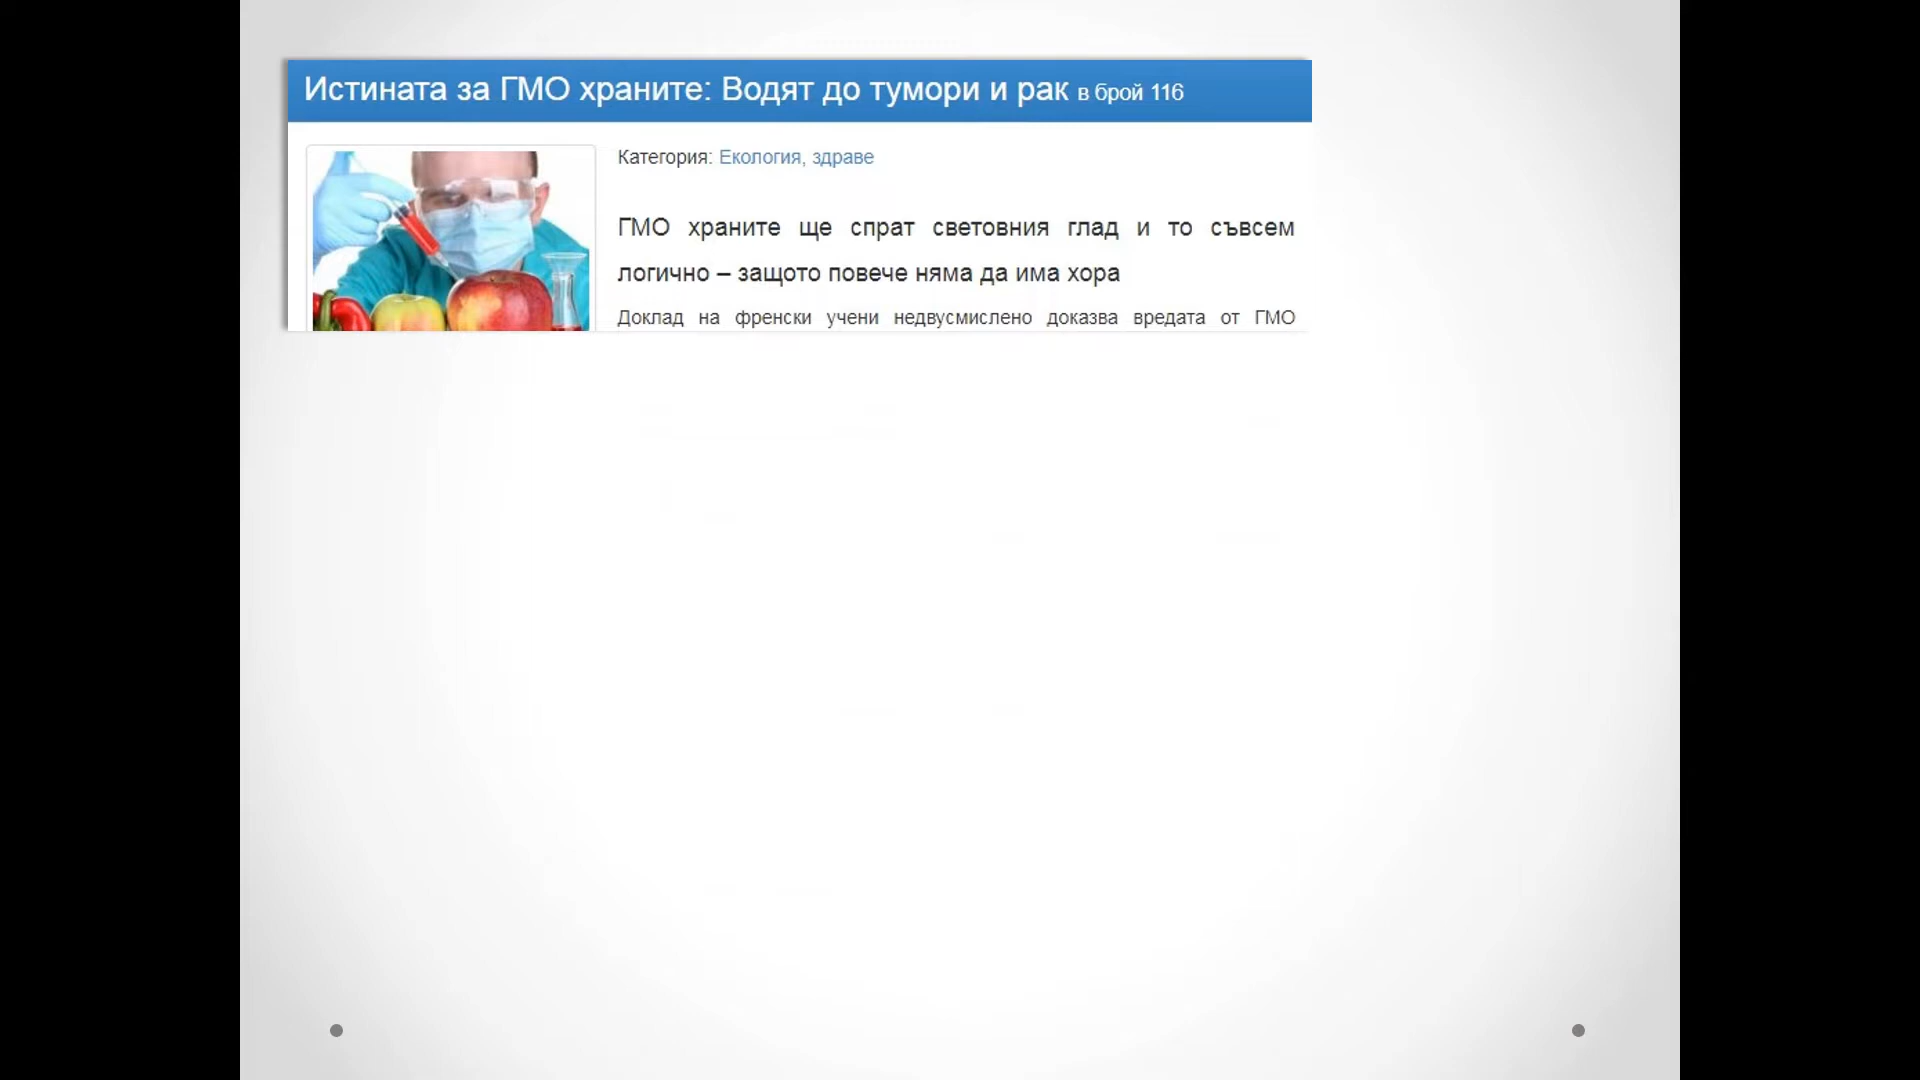 Истината за ГМО храните: Водят до тумори и рак в брой 116
Категория: Екология, здраве
ГМО храните ще спрат световния глад и то съвсем
логично – защото повече няма да има хора
Доклад на френски учени недвусмислено доказва вредата от ГМО